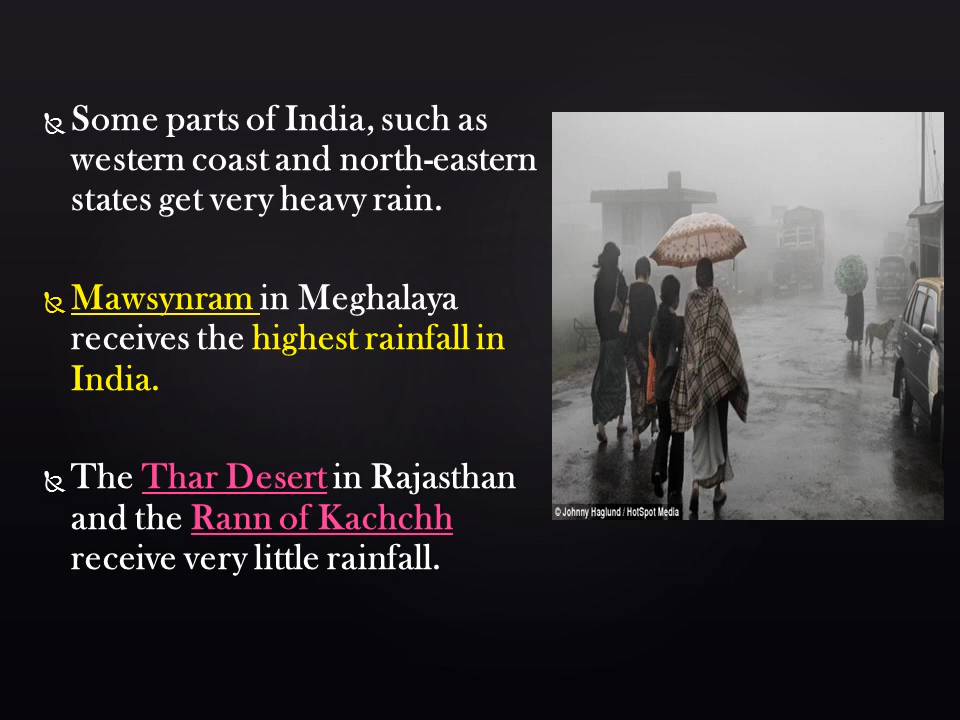 Some parts of India, such as
western coast and north-eastern
states get very heavy rain.
Mawsynram in Meghalaya
receives the highest rainfall in
India.
The Thar Desert in Rajasthan
and the Rann of Kachchh
receive very little rainfall.
© Johnny Haglund / HotSpot Media